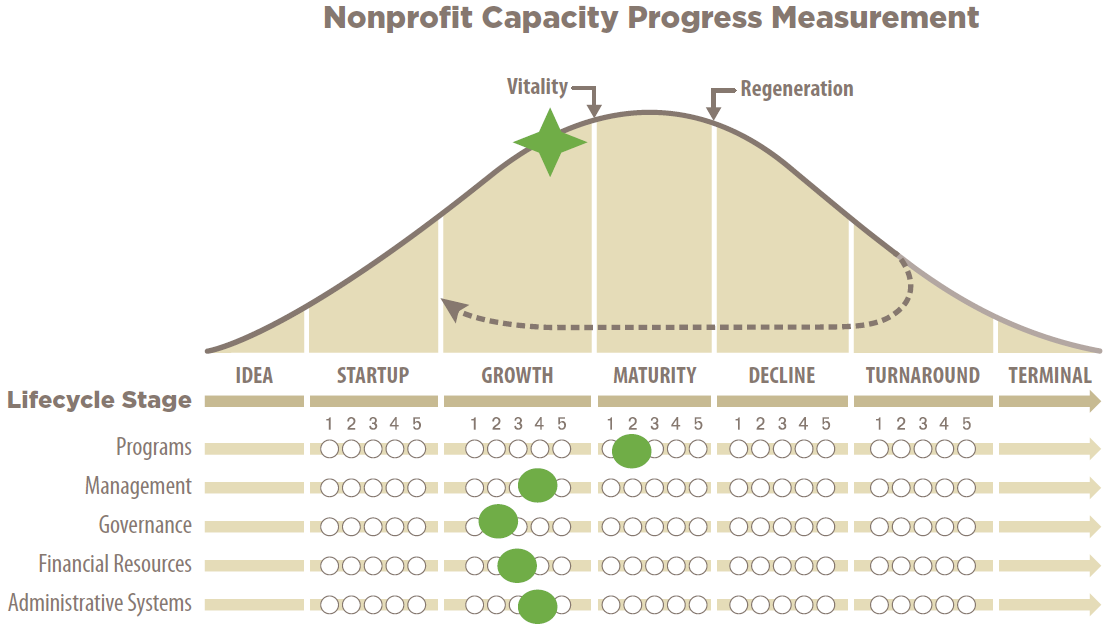 Nonprofit Capacity Progress Measurement
Vitality
Regeneration
IDEA STARTUP GROWTH MATURITY DECLINE TURNAROUND TERMINAL
Lifecycle Stage
1 2 3 4 5 1 2 3 4 5 1 2 3 4 5 1 2 3 4 5 1 2 3 4 5
Programs
Management
Governance
Financial Resources
Administrative Systems